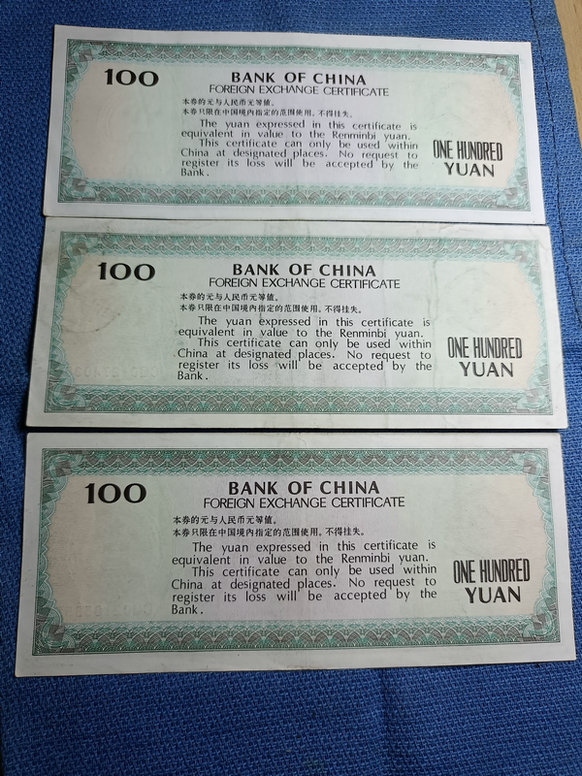 100
BANK OF CHINA
FOREIGN EXCHANGE CERTIFICATE
本券的元与人民币元等值。
本券只限在中国境内指定的范围使用，不得挂失。
The yuan expressed in this certificate is
equivalent in value to the Renminbi yuan.
This certificate can only be used within
China at designated places. No request to
register its loss will be accepted by the
Bank.
ONE HUNDRED
YUAN
100
BANK OF CHINA
FOREIGN EXCHANGE CERTIFICATE
本券的元与人民币元等值。
本券只限在中国境内指定的范围使用，不得挂失。
The yuan expressed in this certificate is
equivalent in value to the Renminbi yuan.
This certificate can only be used within
China at designated places. No request to
register its loss will be accepted by the
Bank.
ONE HUNDRED
YUAN
100
BANK OF CHINA
FOREIGN EXCHANGE CERTIFICATE
本券的元与人民币元等值。
本券只限在中国境内指定的范围使用，不得挂失。
The yuan expressed in this certificate is
equivalent in value to the Renminbi yuan.
This certificate can only be used within
China at designated places. No request to
register its loss will be accepted by the
Bank.
ONE HUNDRED
YUAN